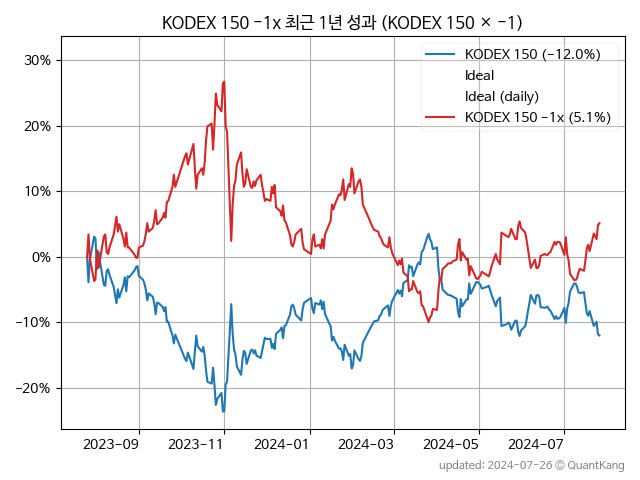 KODEX 150 −1x 최근 1년 성과 (KODEX 150 × −1)
KODEX 150 (−12.0%)
Ideal
Ideal (daily)
KODEX 150 −1x (5.1%)
30%
20%
10%
0%
−10%
−20%
2023−09
2023−11
2024−01
2024−03
2024−05
2024−07
updated: 2024-07-26 © QuantKang